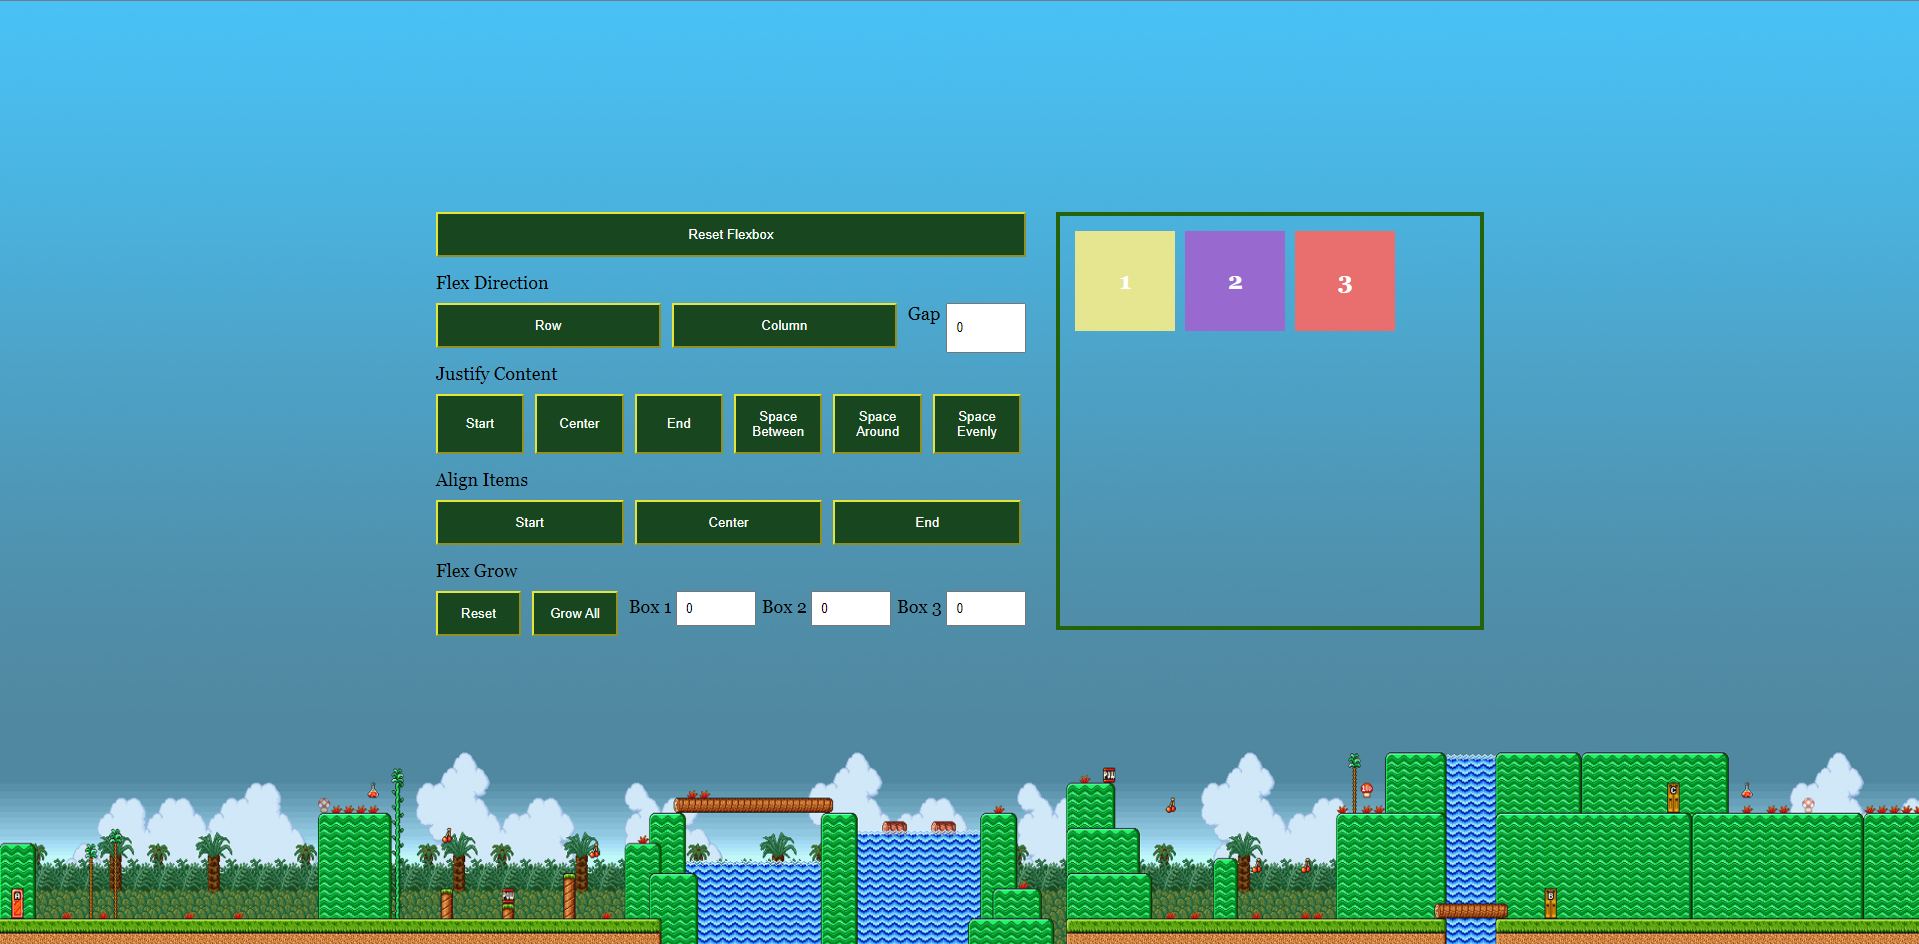 Reset Flexbox
1 2 3
Flex Direction
Row Column Gap 0
Justify Content
Start Center End Space Between Space Around Space Evenly
Align Items
Start Center End
Flex Grow
Reset Grow All Box 1 0 Box 2 0 Box 3 0
POW
C
A
POW
B